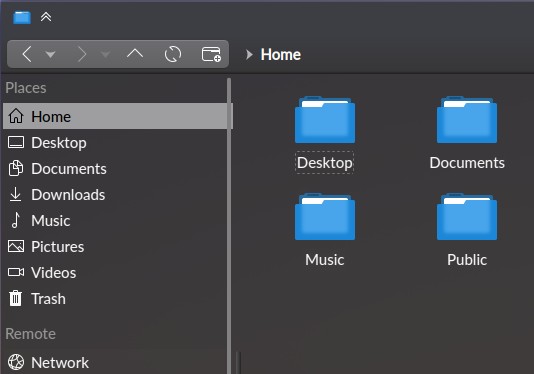 Home
Places
Home
Desktop
Documents
Downloads
Music
Pictures
Videos
Trash
Remote
Network
Desktop Documents
Music Public